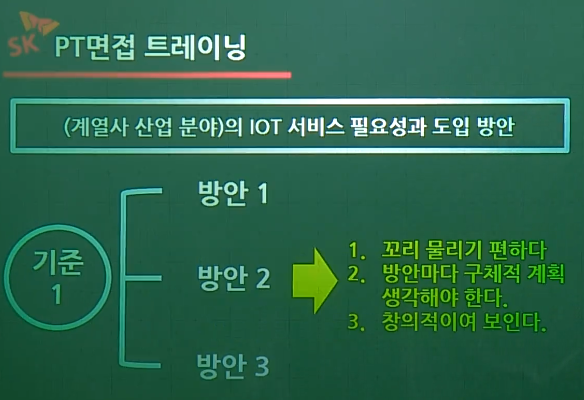 SK
PT면접 트레이닝
(계열사 산업 분야)의 IOT 서비스 필요성과 도입 방안
기준
1
방안 1
방안 2
방안 3
1. 꼬리 물리기 편하다
2. 방안마다 구체적 계획
생각해야 한다.
3. 창의적이여 보인다.